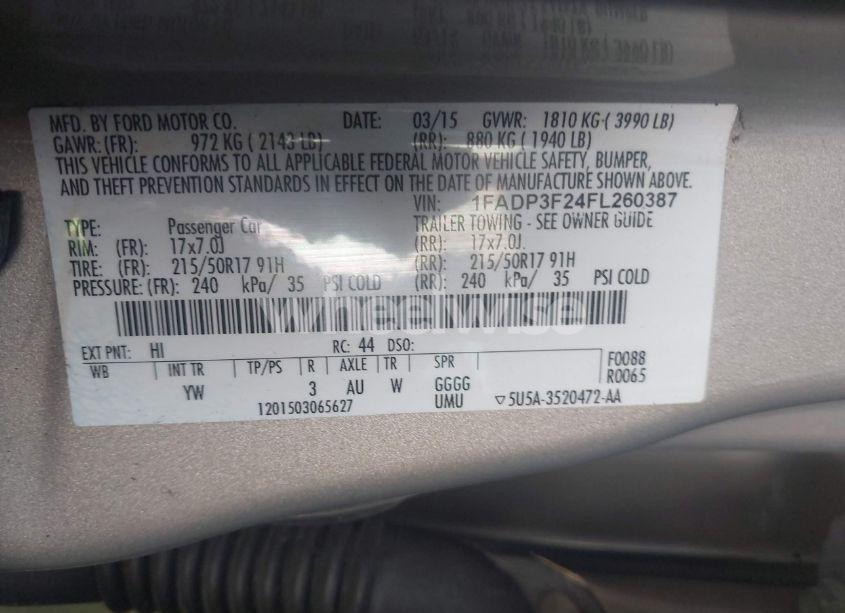 MFD. BY FORD MOTOR CO. DATE: 03/15 GVWR: 1810 KG ( 3990 LB)
GAWR: (FR): 972 KG ( 2143 LB) (RR): 880 KG ( 1940 LB)
THIS VEHICLE CONFORMS TO ALL APPLICABLE FEDERAL MOTOR VEHICLE SAFETY, BUMPER,
AND THEFT PREVENTION STANDARDS IN EFFECT ON THE DATE OF MANUFACTURE SHOWN ABOVE.
VIN: 1FADP3F24FL260387
TYPE: Passenger Car TRAILER TOWING - SEE OWNER GUIDE
RIM: (FR): 17x7.0J (RR): 17x7.0J.
TIRE: (FR): 215/50R17 91H (RR): 215/50R17 91H
PRESSURE: (FR): 240 kPa/ 35 PSI COLD (RR): 240 kPa/ 35 PSI COLD
wheelwise
EXT PNT: HI RC: 44 DSO:
WB INT TR TP/PS R AXLE TR SPR F0088
YW 3 AU W GGGG R0065
1201503065627 UMU ▽5U5A-3520472-AA